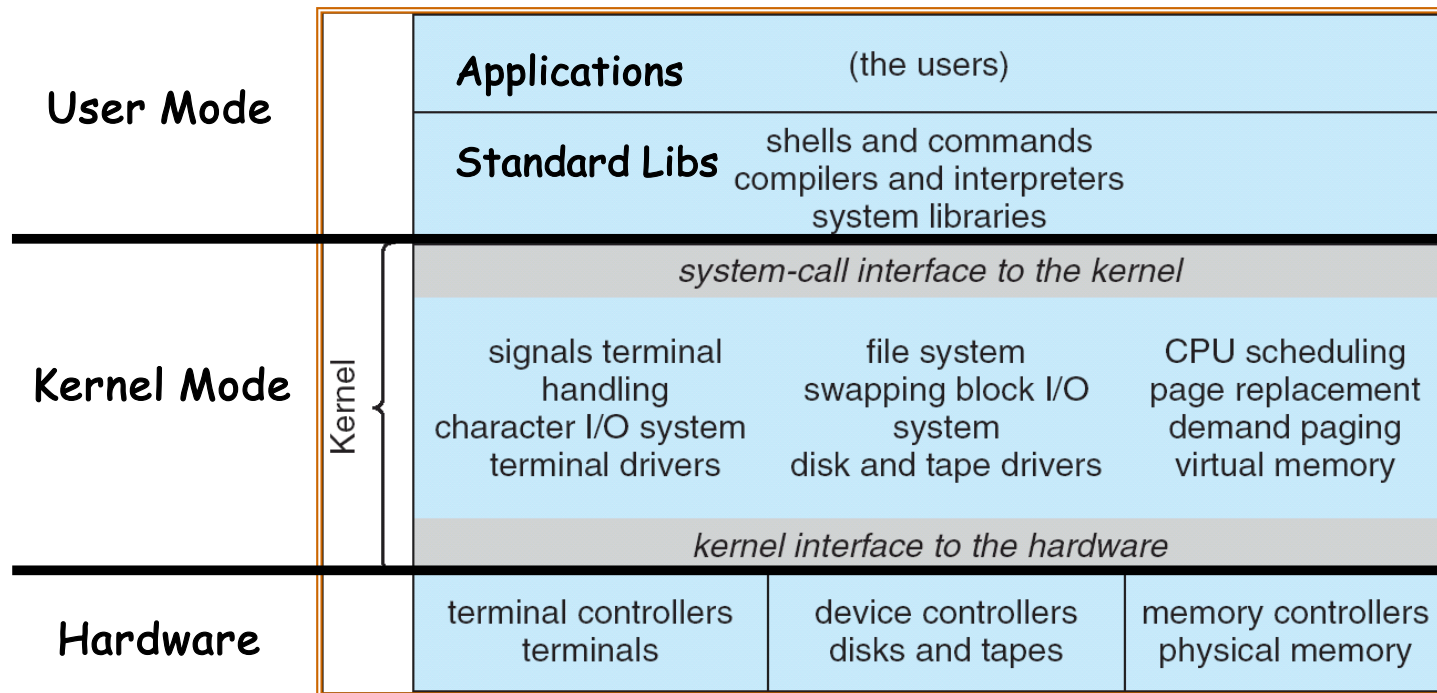 User Mode
Applications
(the users)
Standard Libs
shells and commands
compilers and interpreters
system libraries
Kernel Mode
Kernel
system-call interface to the kernel
signals terminal
handling
character I/O system
terminal drivers
file system
swapping block I/O
system
disk and tape drivers
CPU scheduling
page replacement
demand paging
virtual memory
kernel interface to the hardware
Hardware
terminal controllers
terminals
device controllers
disks and tapes
memory controllers
physical memory